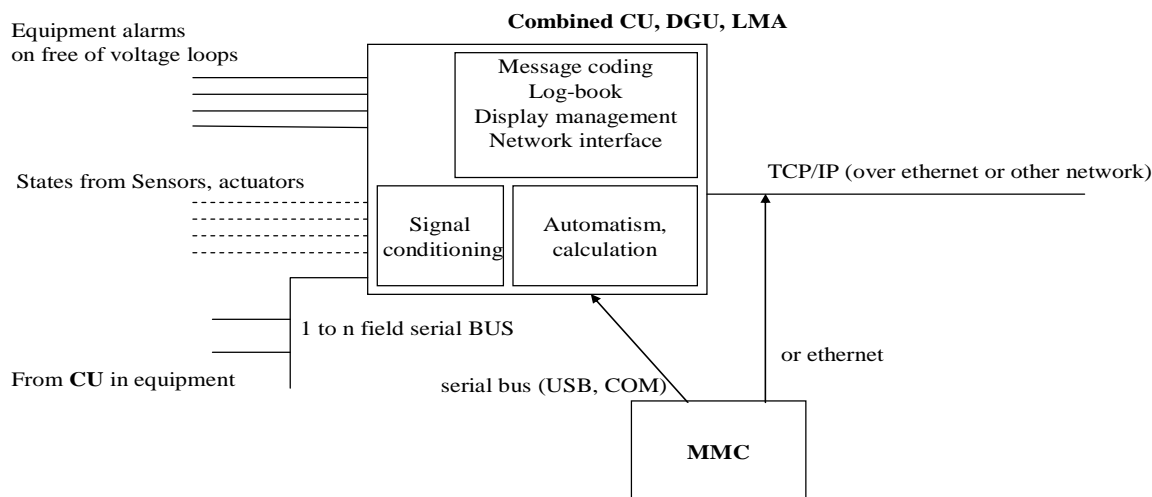 Combined CU, DGU, LMA
Equipment alarms
on free of voltage loops
Message coding
Log-book
Display management
Network interface
TCP/IP (over ethernet or other network)
States from Sensors, actuators
Signal
conditioning
Automatism,
calculation
1 to n field serial BUS
or ethernet
From CU in equipment
serial bus (USB, COM)
MMC